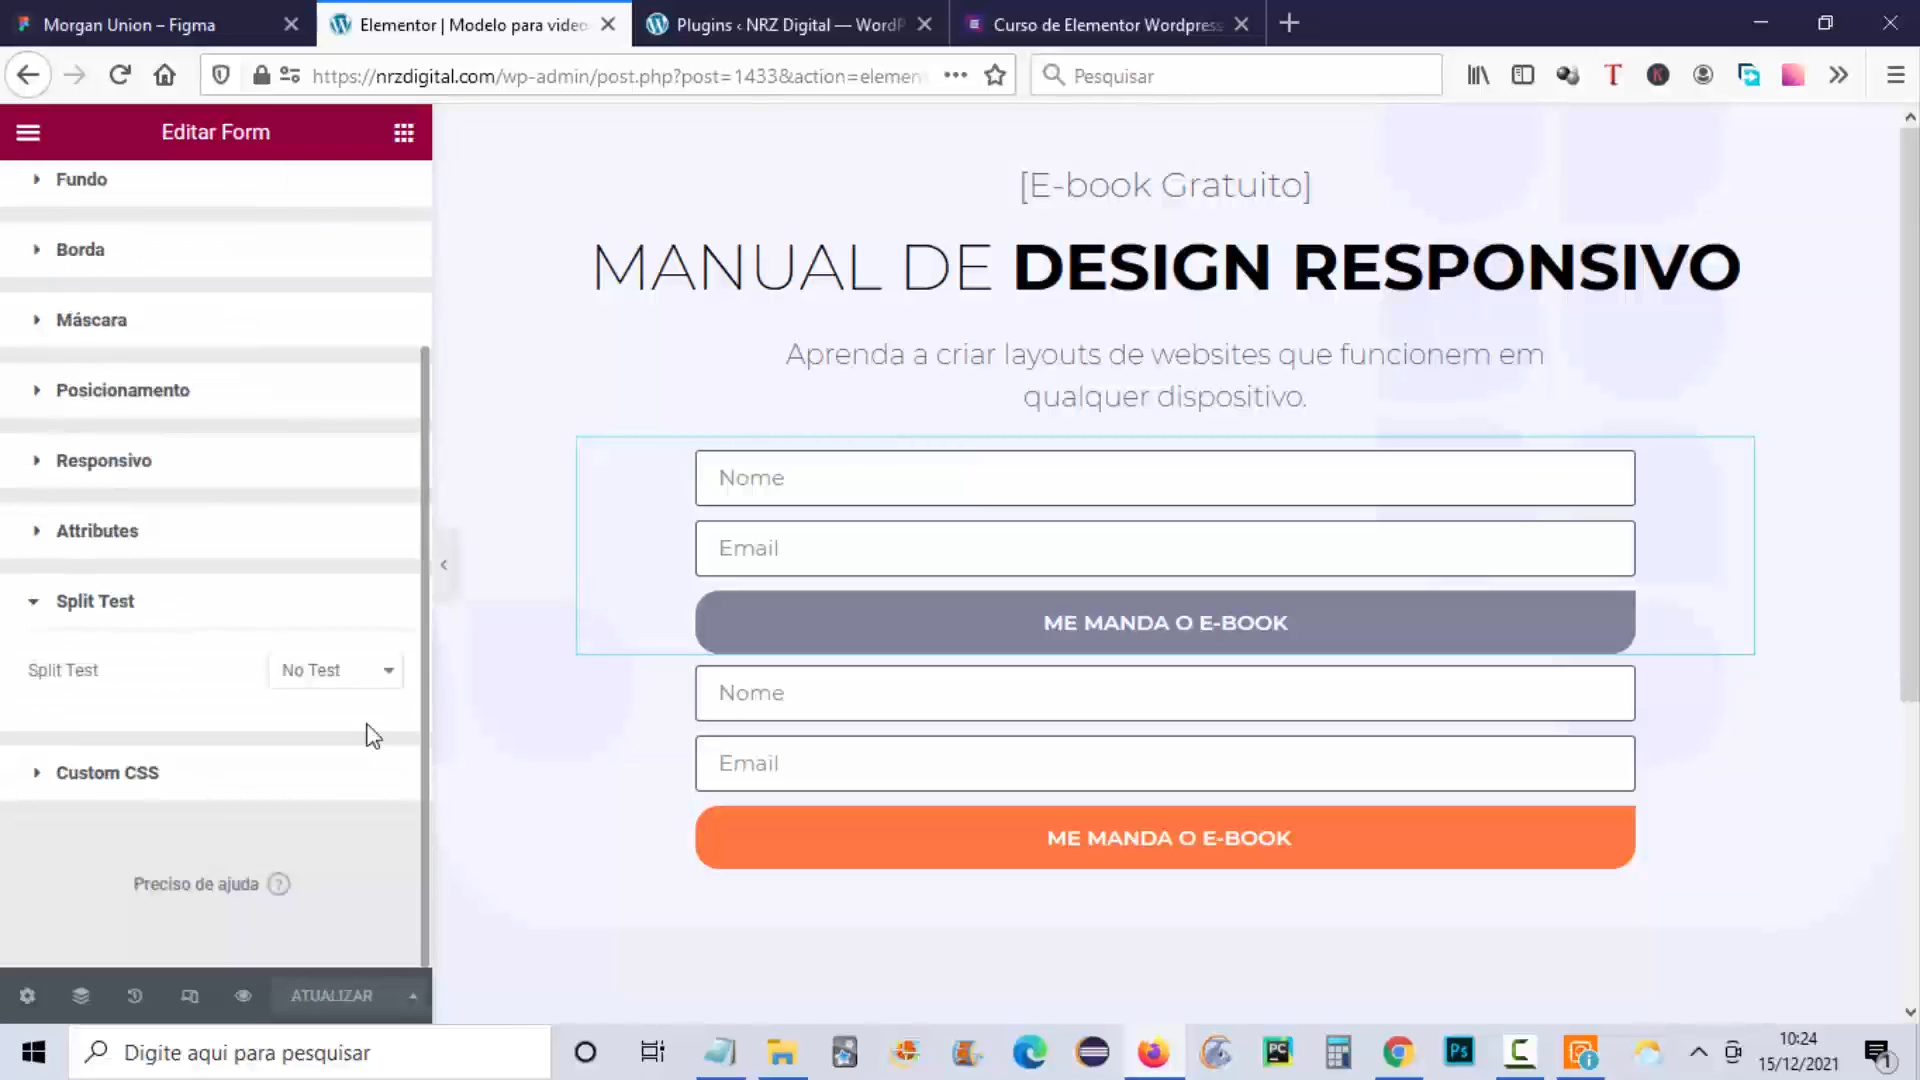 Morgan Union – Figma
Elementor | Modelo para video
Plugins ‹ NRZ Digital — WordP
Curso de Elementor Wordpress
https://nrzdigital.com/wp-admin/post.php?post=1433&action=elemen
Pesquisar
Editar Form
Fundo
Borda
Máscara
Posicionamento
Responsivo
Attributes
Split Test
Split Test
No Test
Custom CSS
Preciso de ajuda ?
ATUALIZAR
[E-book Gratuito]
MANUAL DE DESIGN RESPONSIVO
Aprenda a criar layouts de websites que funcionem em
qualquer dispositivo.
Nome
Email
ME MANDA O E-BOOK
Nome
Email
ME MANDA O E-BOOK
Digite aqui para pesquisar
PC
Ps
10:24
15/12/2021
1